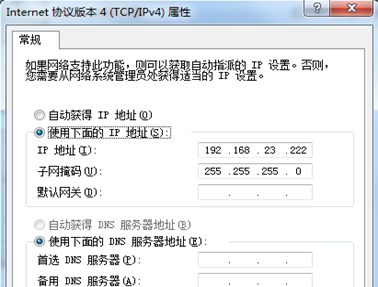 Internet 协议版本 4 (TCP/IPv4) 属性
常规
如果网络支持此功能，则可以获取自动指派的 IP 设置。否则，
您需要从网络系统管理员处获得适当的 IP 设置。
自动获得 IP 地址(O)
使用下面的 IP 地址(S):
IP 地址(I): 192 .168 . 23 .222
子网掩码(U): 255 .255 .255 . 0
默认网关(D): . . .
自动获得 DNS 服务器地址(B)
使用下面的 DNS 服务器地址(E):
首选 DNS 服务器(P): . . .
备用 DNS 服务器(A): . . .